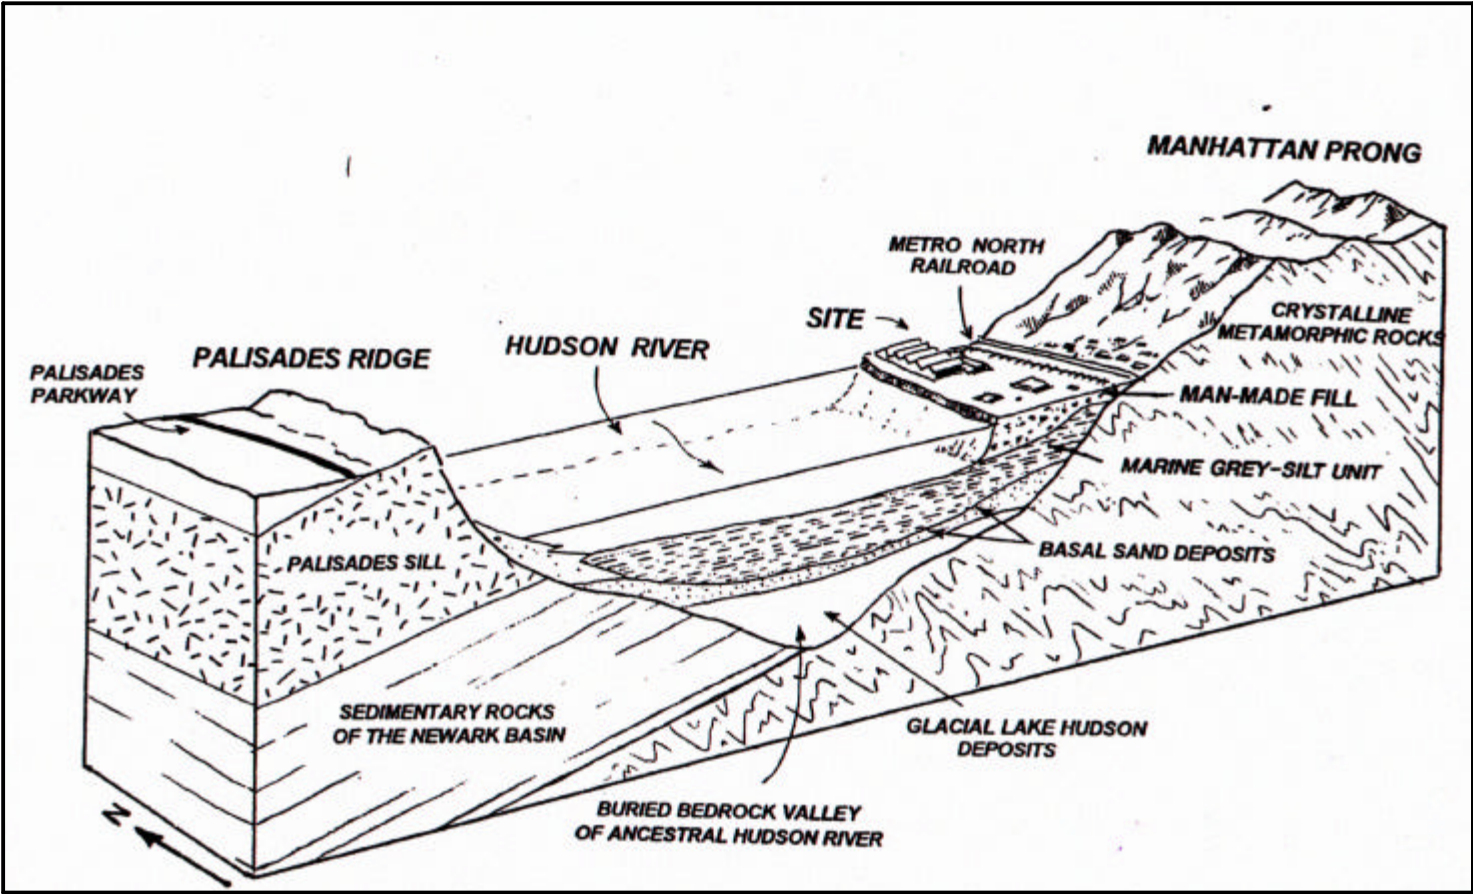 MANHATTAN PRONG
METRO NORTH
RAILROAD
SITE
CRYSTALLINE
METAMORPHIC ROCKS
HUDSON RIVER
PALISADES RIDGE
PALISADES
PARKWAY
MAN-MADE FILL
MARINE GREY-SILT UNIT
BASAL SAND DEPOSITS
PALISADES SILL
SEDIMENTARY ROCKS
OF THE NEWARK BASIN
GLACIAL LAKE HUDSON
DEPOSITS
BURIED BEDROCK VALLEY
OF ANCESTRAL HUDSON RIVER
N